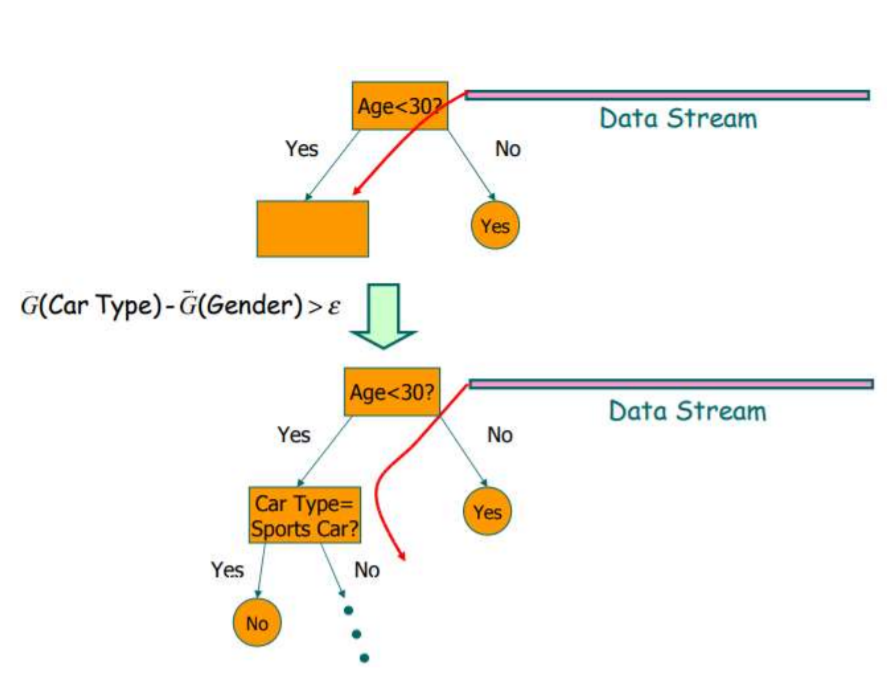 Age<30?
Data Stream
Yes
No
Yes
G̅(Car Type) - G̅(Gender) > ε
Age<30?
Data Stream
Yes
No
Car Type=
Sports Car?
Yes
Yes
No
No